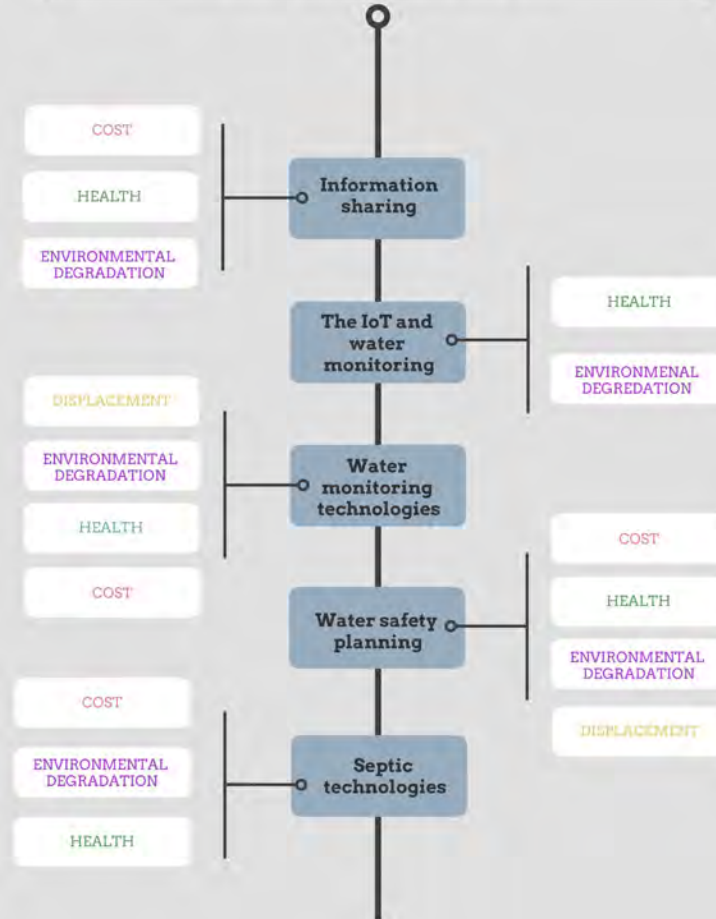 COST
HEALTH
ENVIRONMENTAL
DEGRADATION
Information
sharing
The IoT and
water
monitoring
HEALTH
ENVIRONMENAL
DEGREDATION
DISPLACEMENT
ENVIRONMENTAL
DEGRADATION
HEALTH
COST
Water
monitoring
technologies
Water safety
planning
COST
HEALTH
ENVIRONMENTAL
DEGRADATION
DISPLACEMENT
COST
ENVIRONMENTAL
DEGRADATION
HEALTH
Septic
technologies